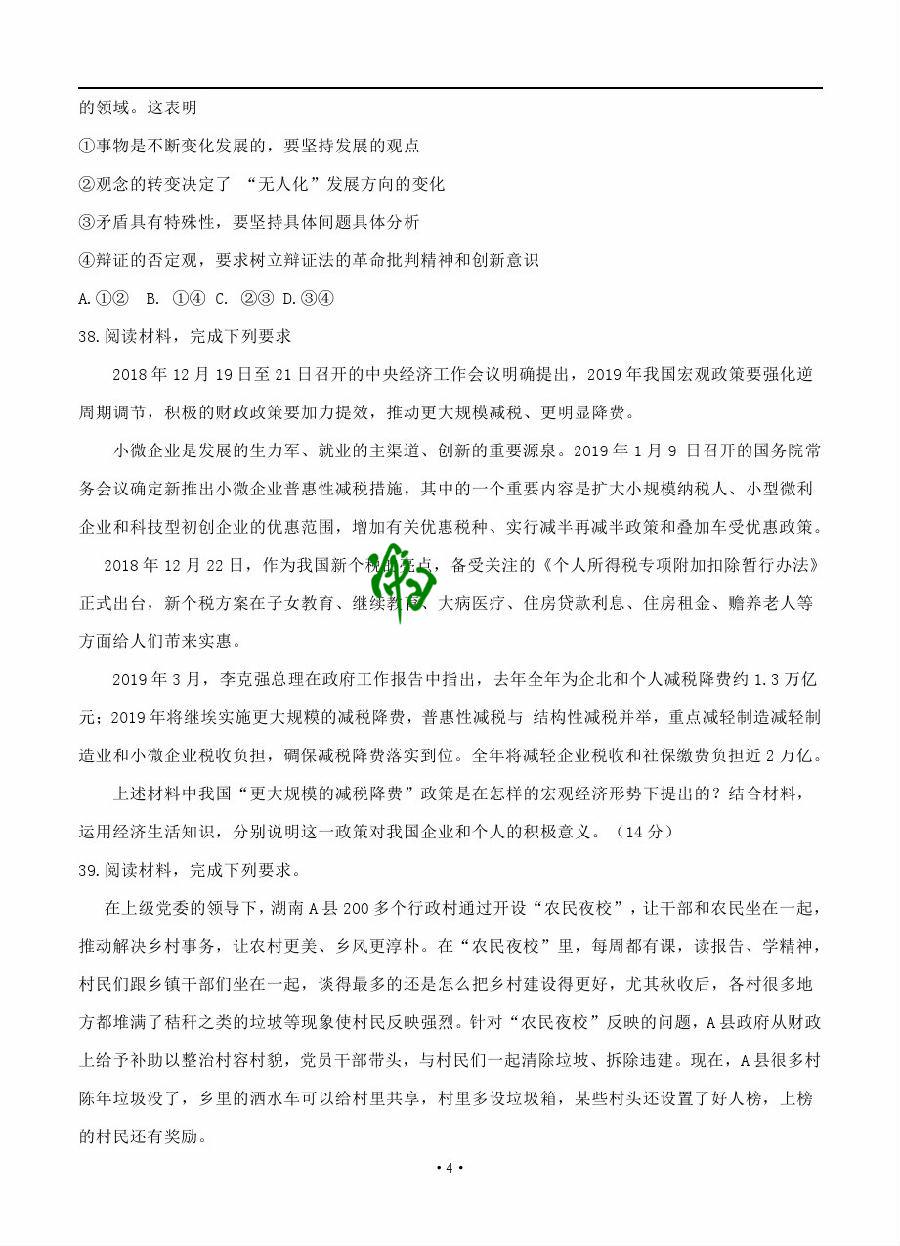 的领域。这表明
①事物是不断变化发展的，要坚持发展的观点
②观念的转变决定了 “无人化”发展方向的变化
③矛盾具有特殊性，要坚持具体间题具体分析
④辩证的否定观，要求树立辩证法的革命批判精神和创新意识
A.①② B. ①④ C. ②③ D.③④
38.阅读材料，完成下列要求
2018年12月19日至21日召开的中央经济工作会议明确提出，2019年我国宏观政策要强化逆
周期调节，积极的财政政策要加力提效，推动更大规模减税、更明显降费。
小微企业是发展的生力军、就业的主渠道、创新的重要源泉。2019年1月9 日召开的国务院常
务会议确定新推出小微企业普惠性减税措施，其中的一个重要内容是扩大小规模纳税人、小型微利
企业和科技型初创企业的优惠范围，增加有关优惠税种、实行减半再减半政策和叠加车受优惠政策。
2018年12月22日，作为我国新个税的亮点，备受关注的《个人所得税专项附加扣除暂行办法》
正式出台，新个税方案在子女教育、继续教育、大病医疗、住房贷款利息、住房租金、赡养老人等
方面给人们带来实惠。
2019年3月，李克强总理在政府工作报告中指出，去年全年为企北和个人减税降费约1.3万亿
元；2019年将继埃实施更大规模的减税降费，普惠性减税与 结构性减税并举，重点减轻制造减轻制
造业和小微企业税收负担，碉保减税降费落实到位。全年将减轻企业税收和社保缴费负担近2万亿。
上述材料中我国“更大规模的减税降费”政策是在怎样的宏观经济形势下提出的？结合材料，
运用经济生活知识，分别说明这一政策对我国企业和个人的积极意义。（14分）
39.阅读材料，完成下列要求。
在上级党委的领导下，湖南A县200多个行政村通过开设“农民夜校”，让干部和农民坐在一起，
推动解决乡村事务，让农村更美、乡风更淳朴。在“农民夜校”里，每周都有课，读报告、学精神，
村民们跟乡镇干部们坐在一起，谈得最多的还是怎么把乡村建设得更好，尤其秋收后，各村很多地
方都堆满了秸秆之类的垃圾等现象使村民反映强烈。针对“农民夜校”反映的问题，A县政府从财政
上给予补助以整治村容村貌，党员干部带头，与村民们一起清除垃圾、拆除违建。现在，A县很多村
陈年垃圾没了，乡里的洒水车可以给村里共享，村里多设垃圾箱，某些村头还设置了好人榜，上榜
的村民还有奖励。
·4·